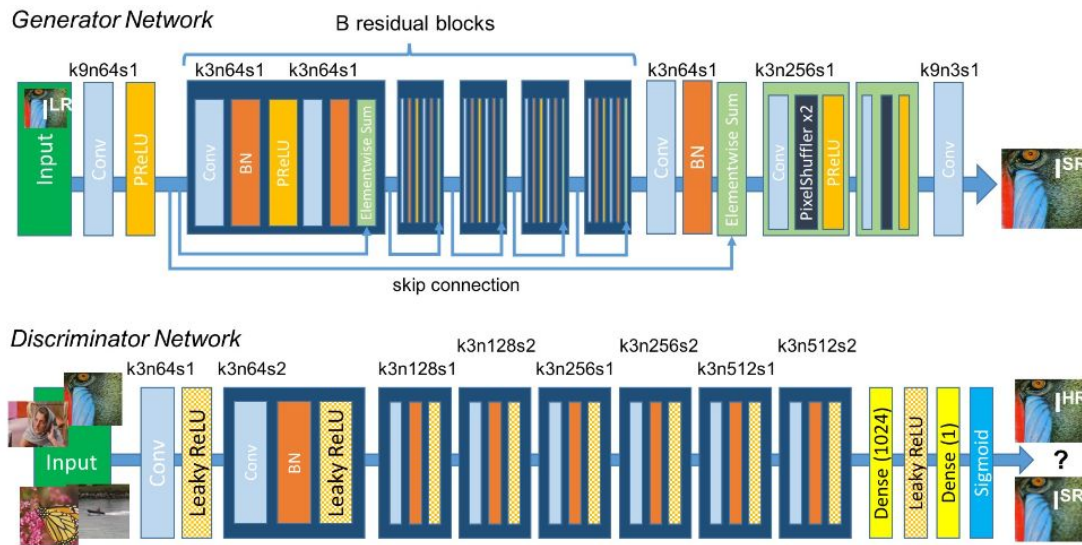 Generator Network
B residual blocks
k9n64s1
k3n64s1
k3n64s1
k3n64s1
k3n256s1
k9n3s1
I^LR
Input
Conv
PReLU
Conv
BN
PReLU
Elementwise Sum
Conv
BN
Elementwise Sum
Conv
PixelShuffler x2
PReLU
Conv
I^SR
skip connection
Discriminator Network
k3n64s1
k3n64s2
k3n128s1
k3n128s2
k3n256s1
k3n256s2
k3n512s1
k3n512s2
Input
Conv
Leaky ReLU
Conv
BN
Leaky ReLU
Dense (1024)
Leaky ReLU
Dense (1)
Sigmoid
I^HR
?
I^SR